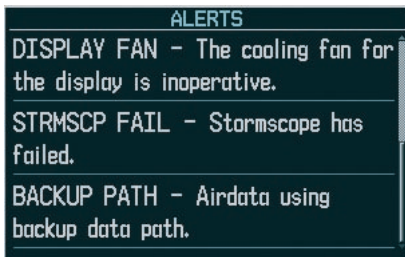 ALERTS
DISPLAY FAN – The cooling fan for
the display is inoperative.
STRMSCP FAIL – Stormscope has
failed.
BACKUP PATH – Airdata using
backup data path.